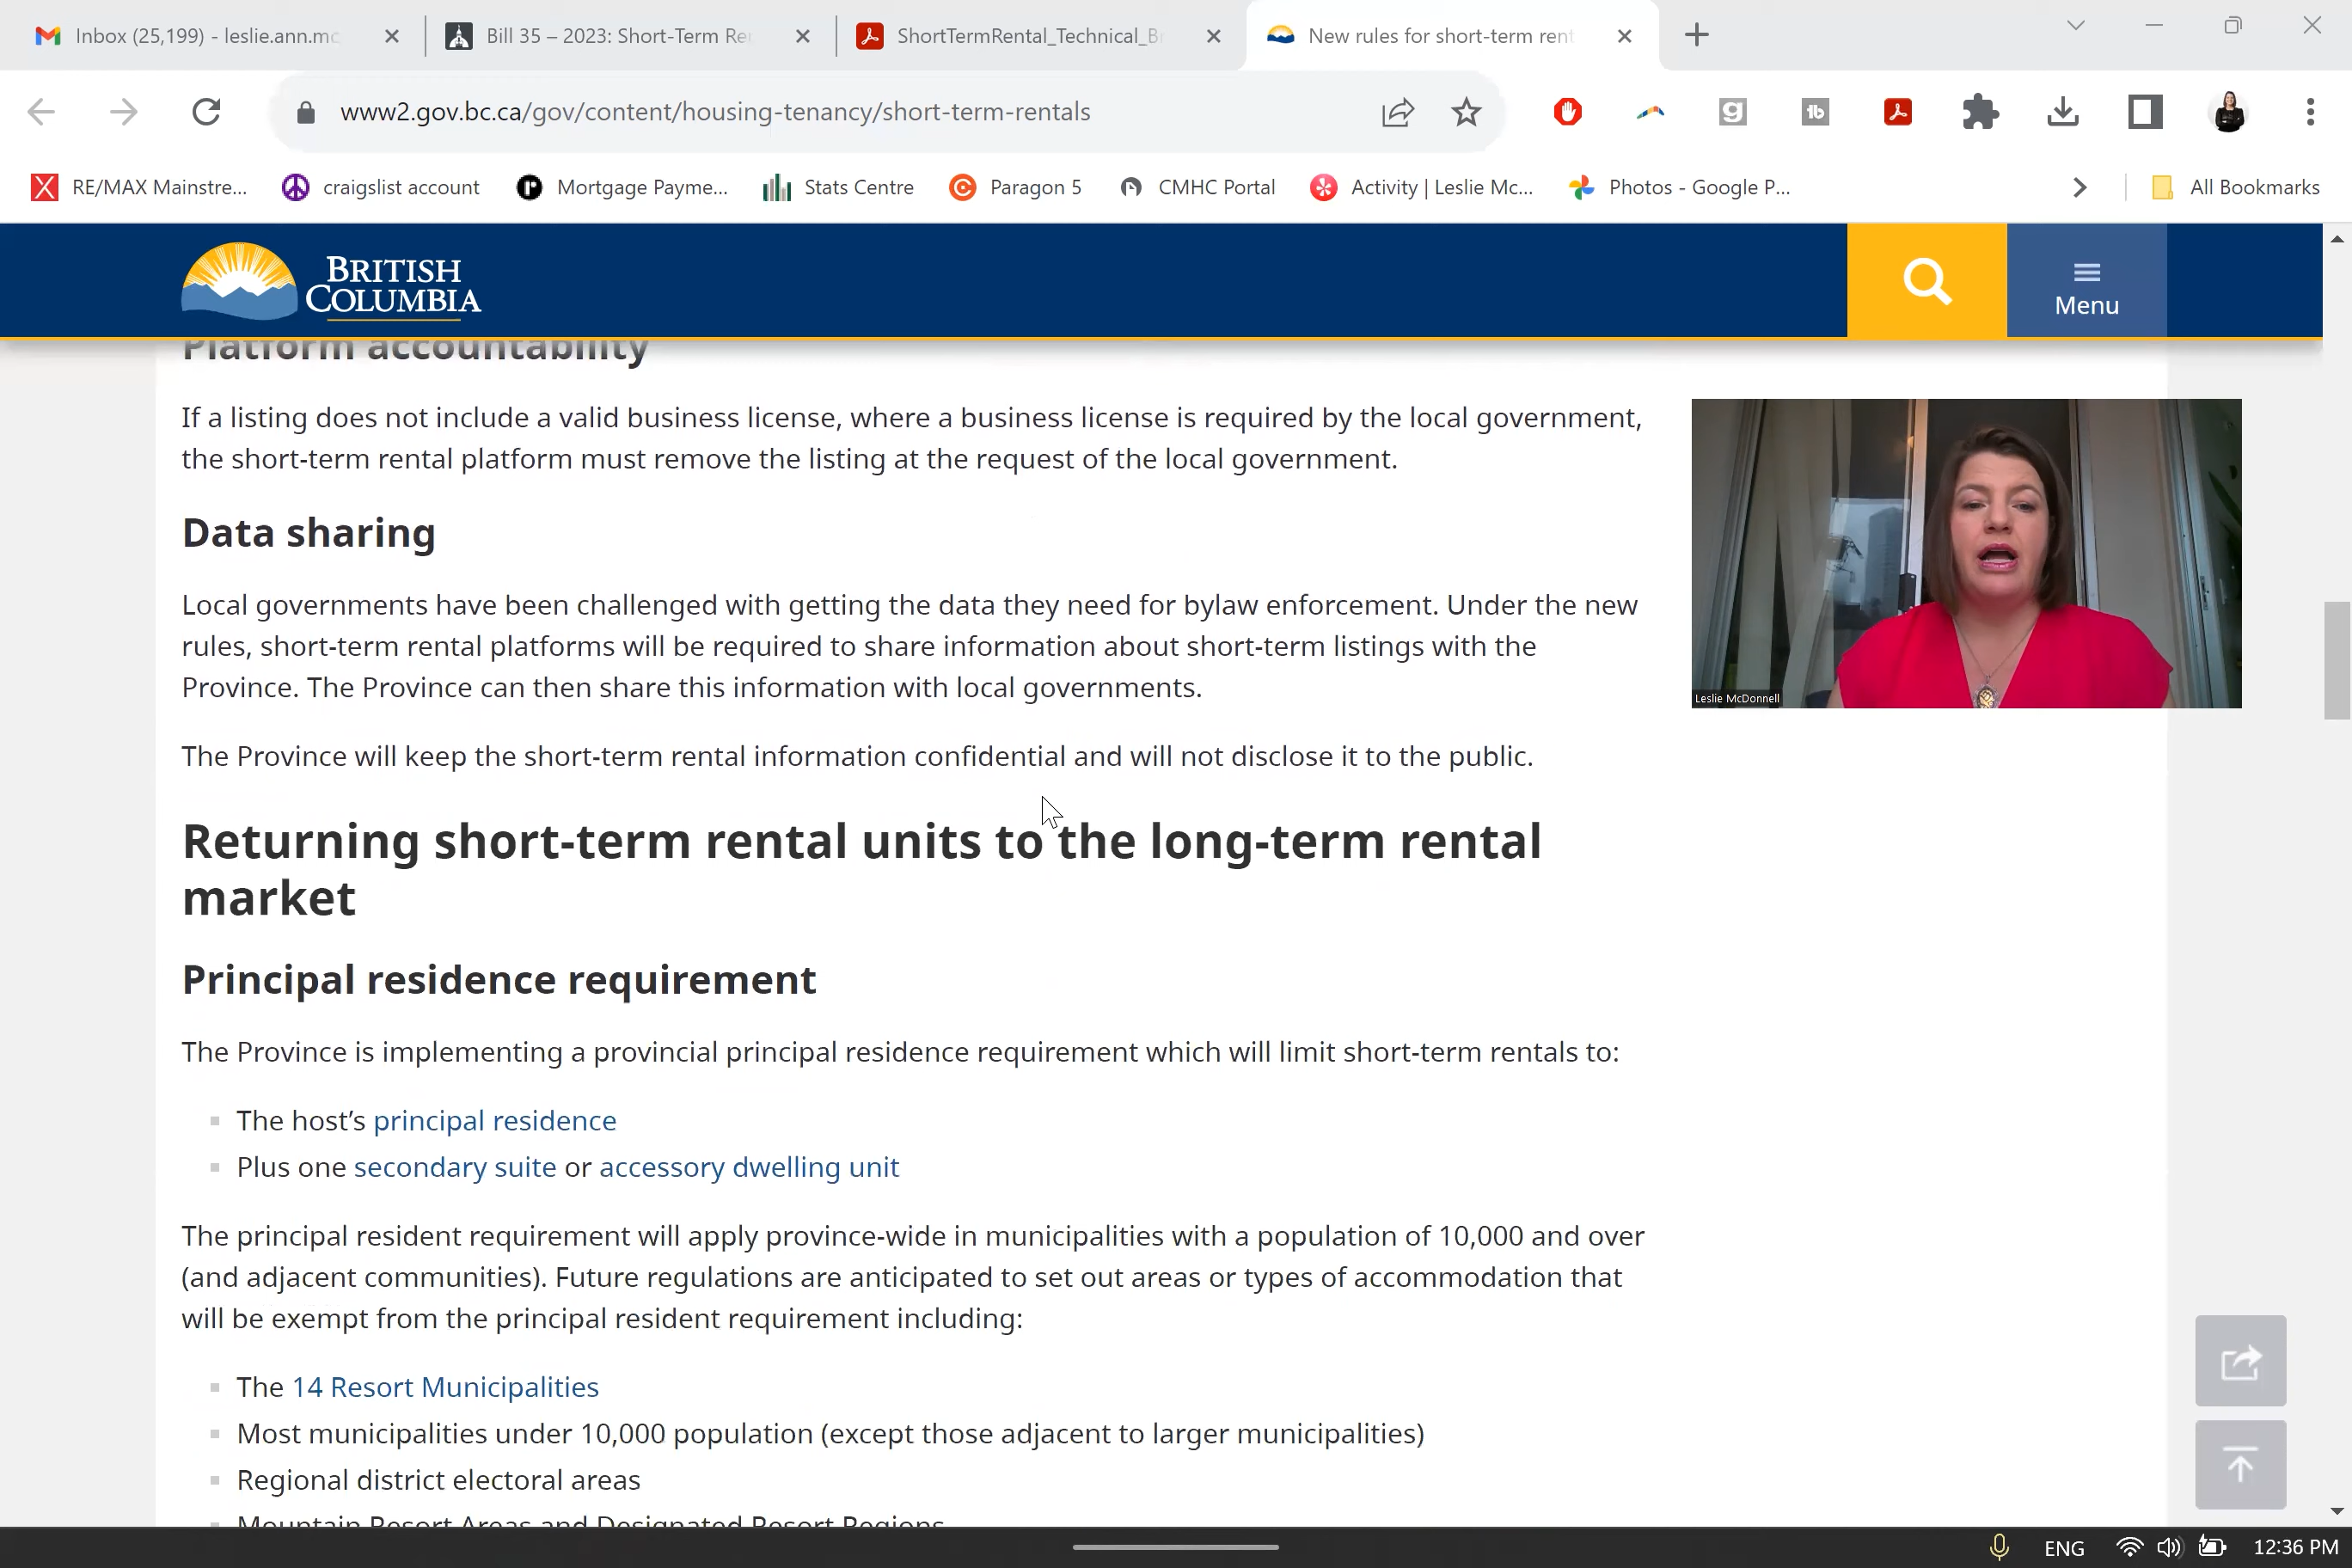 Inbox (25,199) - leslie.ann.mc
Bill 35 – 2023: Short-Term Re
ShortTermRental_Technical_B
New rules for short-term rent
www2.gov.bc.ca/gov/content/housing-tenancy/short-term-rentals
RE/MAX Mainstre...
craigslist account
Mortgage Payme...
Stats Centre
Paragon 5
CMHC Portal
Activity | Leslie Mc...
Photos - Google P...
All Bookmarks
BRITISH
COLUMBIA
Menu
Platform accountability
If a listing does not include a valid business license, where a business license is required by the local government,
the short-term rental platform must remove the listing at the request of the local government.
Data sharing
Local governments have been challenged with getting the data they need for bylaw enforcement. Under the new
rules, short-term rental platforms will be required to share information about short-term listings with the
Province. The Province can then share this information with local governments.
Leslie McDonnell
The Province will keep the short-term rental information confidential and will not disclose it to the public.
Returning short-term rental units to the long-term rental
market
Principal residence requirement
The Province is implementing a provincial principal residence requirement which will limit short-term rentals to:
The host’s principal residence
Plus one secondary suite or accessory dwelling unit
The principal resident requirement will apply province-wide in municipalities with a population of 10,000 and over
(and adjacent communities). Future regulations are anticipated to set out areas or types of accommodation that
will be exempt from the principal resident requirement including:
The 14 Resort Municipalities
Most municipalities under 10,000 population (except those adjacent to larger municipalities)
Regional district electoral areas
Mountain Resort Areas and Designated Resort Regions
ENG
12:36 PM